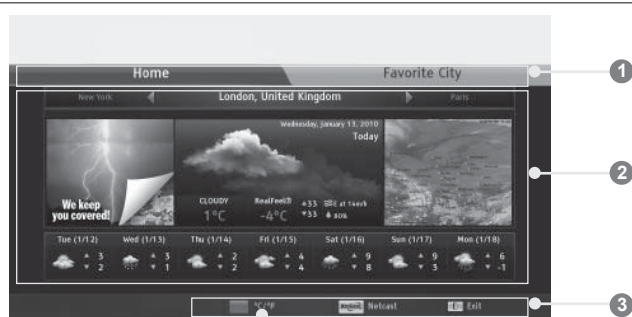 Home Favorite City
1
New York London, United Kingdom Paris
Wednesday, January 13, 2010
Today
We keep
you covered!
CLOUDY RealFeel®
1°C -4°C
80%
2
Tue (1/12) Wed (1/13) Thu (1/14) Fri (1/15) Sat (1/16) Sun (1/17) Mon (1/18)
3 3 2 4 9 9 6
2 1 2 4 8 3 -1
°C/°F Netcast Exit
3